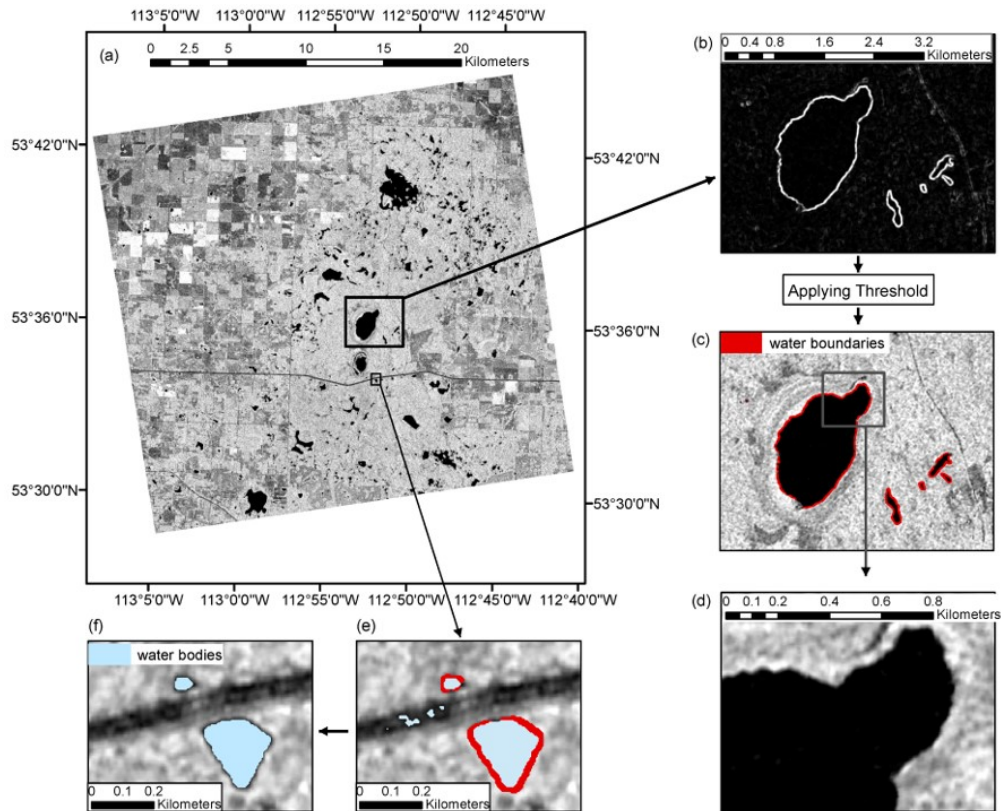 113°5'0"W 113°0'0"W 112°55'0"W 112°50'0"W 112°45'0"W
(a)
0 2.5 5 10 15 20
Kilometers
53°42'0"N
53°36'0"N
53°30'0"N
53°42'0"N
53°36'0"N
53°30'0"N
113°5'0"W 113°0'0"W 112°55'0"W 112°50'0"W 112°45'0"W 112°40'0"W
(b)
0 0.4 0.8 1.6 2.4 3.2
Kilometers
Applying Threshold
(c)
water boundaries
(d)
0 0.1 0.2 0.4 0.6 0.8
Kilometers
(f)
water bodies
0 0.1 0.2
Kilometers
(e)
0 0.1 0.2
Kilometers